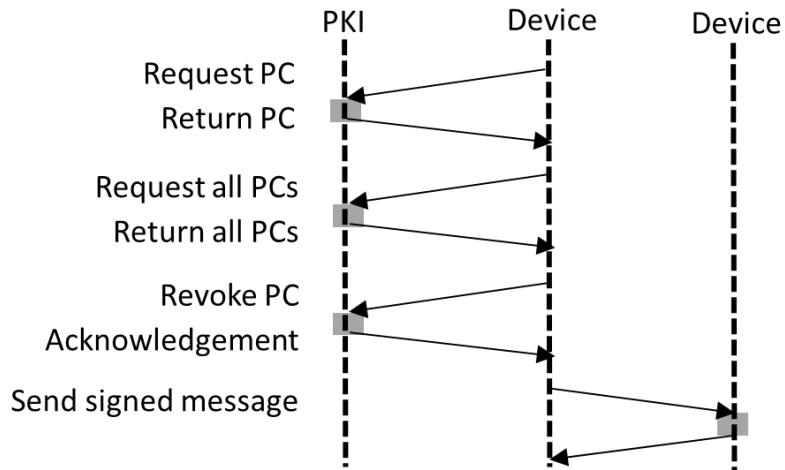 PKI
Device
Device
Request PC
Return PC
Request all PCs
Return all PCs
Revoke PC
Acknowledgement
Send signed message